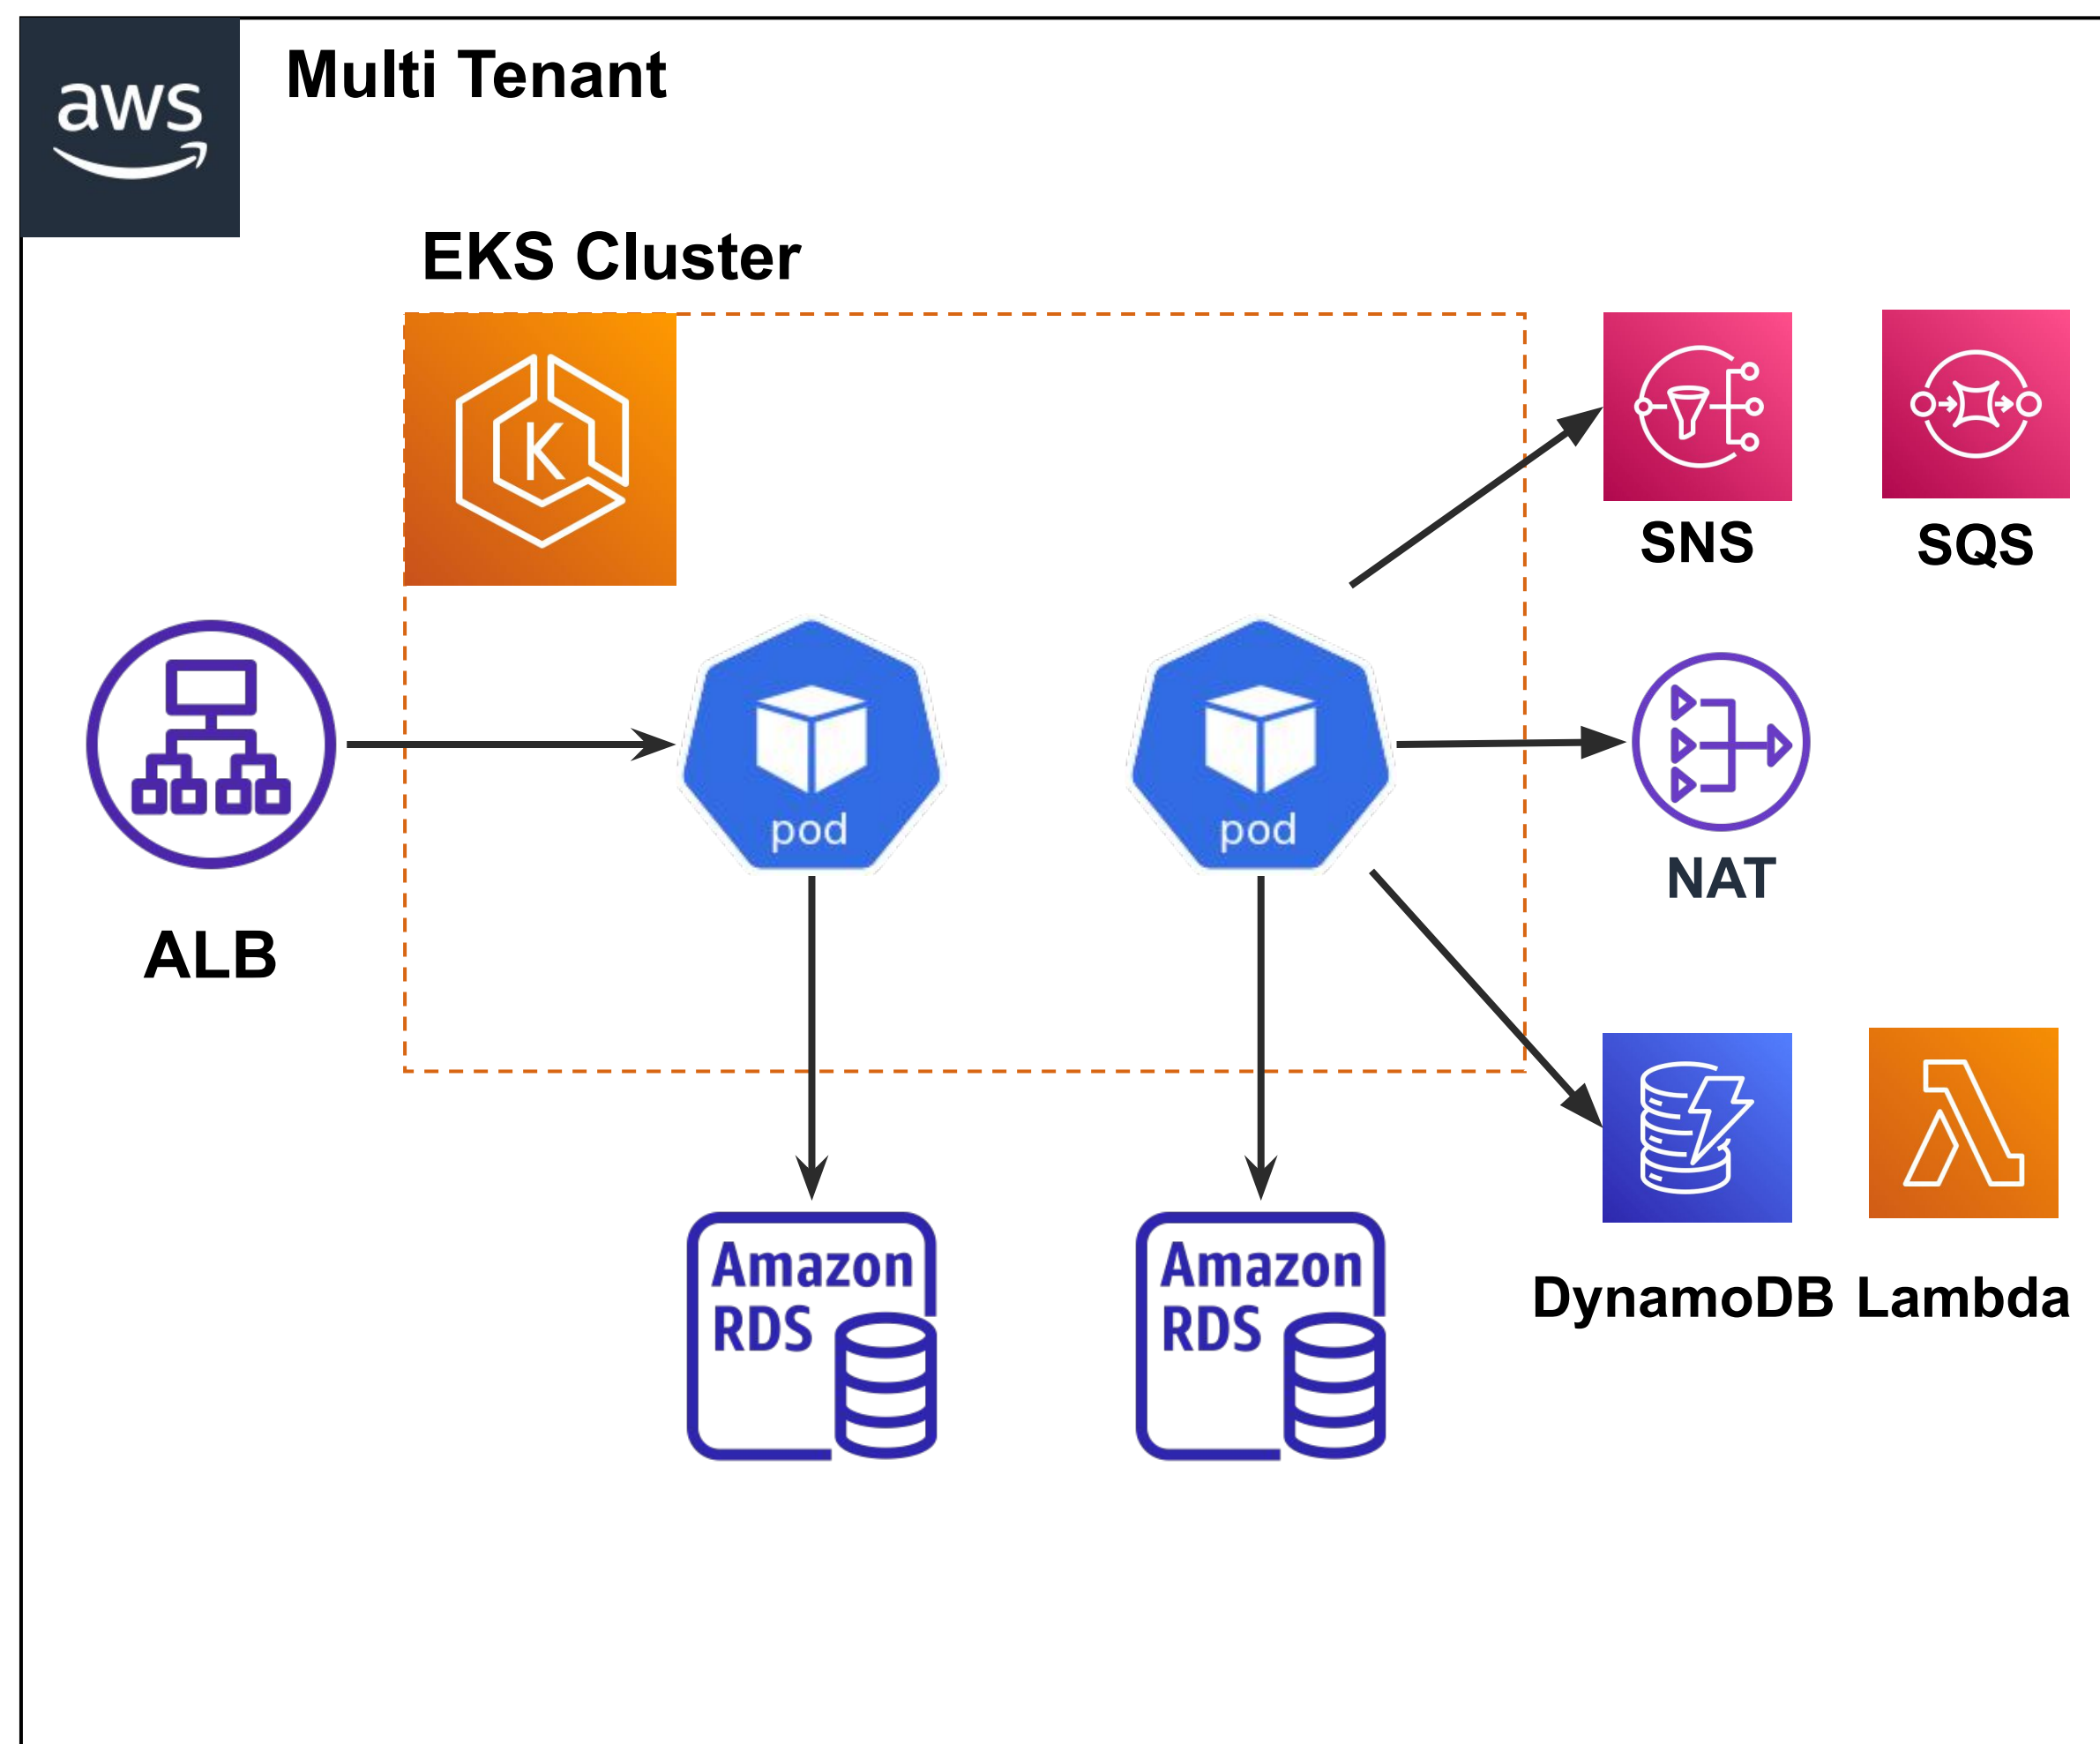 aws
Multi Tenant
EKS Cluster
K
SNS
SQS
pod
pod
NAT
ALB
Amazon
RDS
Amazon
RDS
DynamoDB
Lambda